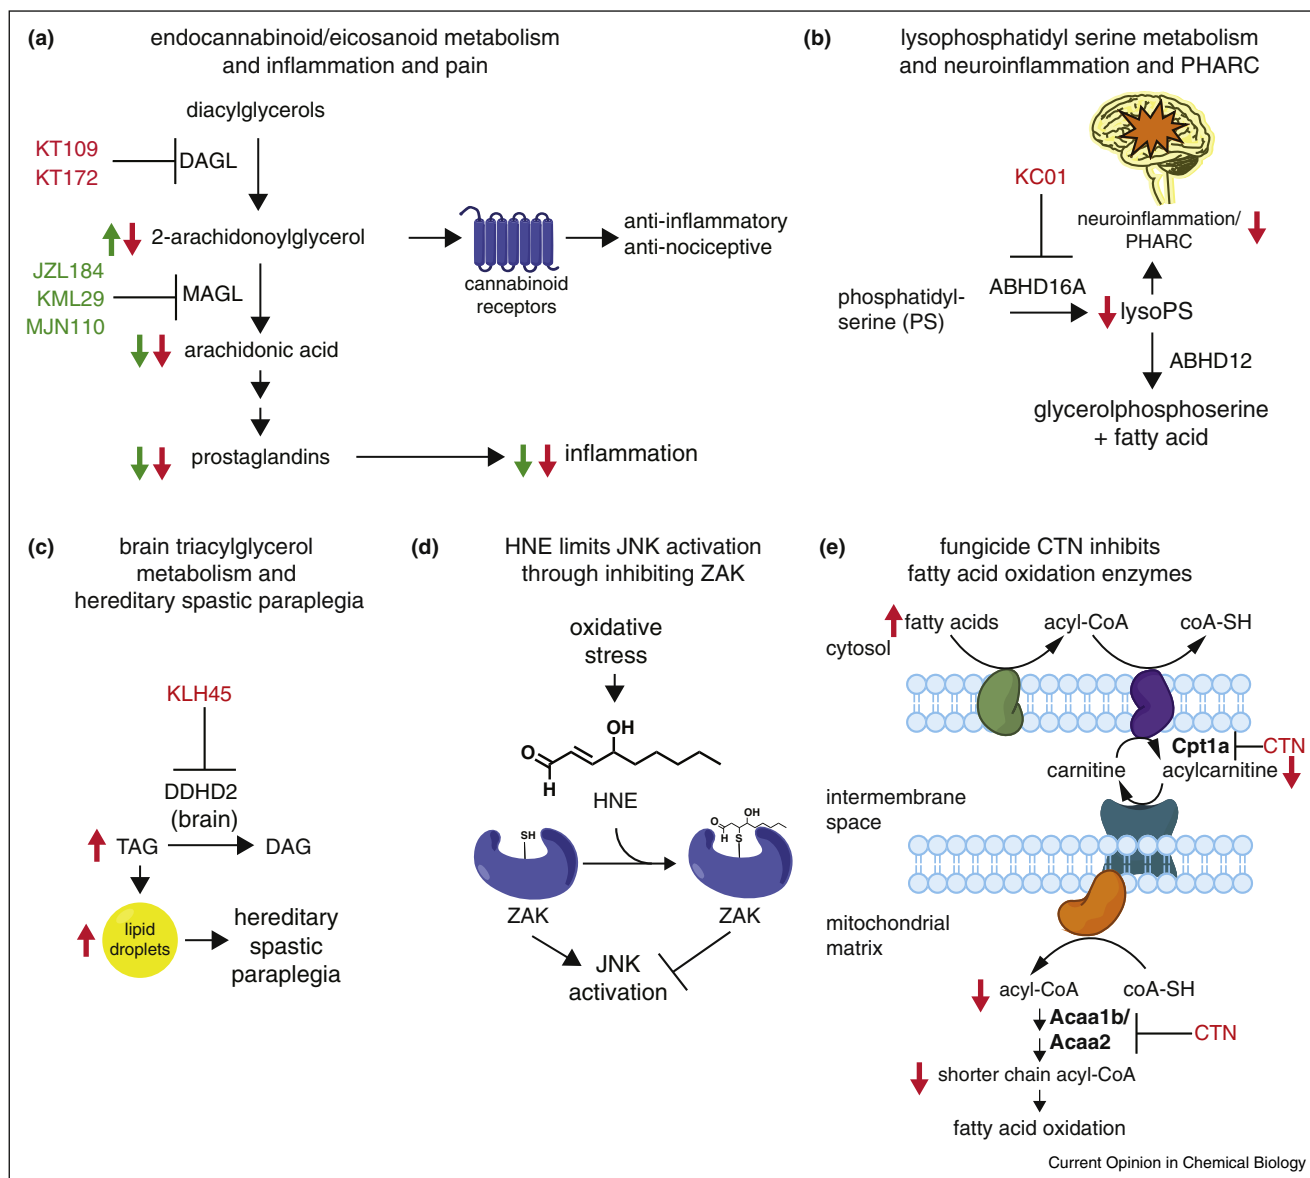 (a)
endocannabinoid/eicosanoid metabolism
and inflammation and pain
diacylglycerols
KT109
KT172
DAGL
2-arachidonoylglycerol
JZL184
KML29
MJN110
MAGL
cannabinoid
receptors
anti-inflammatory
anti-nociceptive
arachidonic acid
prostaglandins
inflammation
(b)
lysophosphatidyl serine metabolism
and neuroinflammation and PHARC
KC01
neuroinflammation/
PHARC
ABHD16A
phosphatidyl-
serine (PS)
lysoPS
ABHD12
glycerolphosphoserine
+ fatty acid
(c)
brain triacylglycerol
metabolism and
hereditary spastic paraplegia
KLH45
DDHD2
(brain)
TAG
DAG
lipid
droplets
hereditary
spastic
paraplegia
(d)
HNE limits JNK activation
through inhibiting ZAK
oxidative
stress
OH
O
H
HNE
SH
ZAK
OH
O
H
S
ZAK
JNK
activation
(e)
fungicide CTN inhibits
fatty acid oxidation enzymes
fatty acids
acyl-CoA
coA-SH
cytosol
Cpt1a
CTN
carnitine
acylcarnitine
intermembrane
space
mitochondrial
matrix
acyl-CoA
coA-SH
Acaa1b/
Acaa2
CTN
shorter chain acyl-CoA
fatty acid oxidation
Current Opinion in Chemical Biology